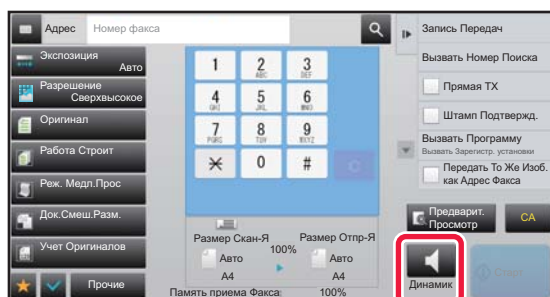 Адрес
Номер факса
Запись Передач
Экспозиция
Авто
Вызвать Номер Поиска
Разрешение
Сверхвысокое
Прямая TX
Оригинал
Штамп Подтвержд.
Работа Строит
Вызвать Программу
Вызвать Зарегистр. установки
Реж. Медл.Прос
Передать То Же Изоб.
как Адрес Факса
Док.Смеш.Разм.
Учет Оригиналов
Прочие
1
2
ABC
3
DEF
4
GHI
5
JKL
6
MNO
7
PQRS
8
TUV
9
WXYZ
0
#
Размер Скан-Я
100%
Размер Отпр-Я
Авто
A4
Авто
A4
Память приема Факса:
100%
Предварит.
Просмотр
CA
Динамик
Старт